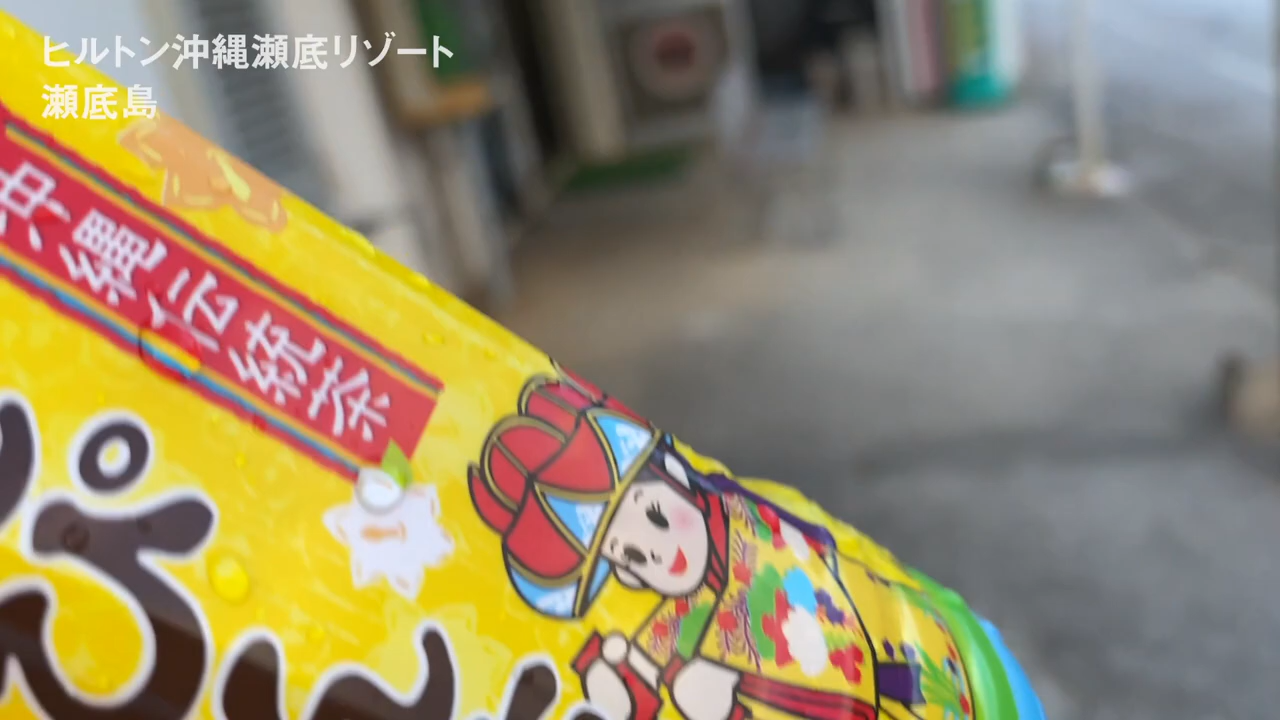 ヒルトン沖縄瀬底リゾート
瀬底島
沖縄伝統茶